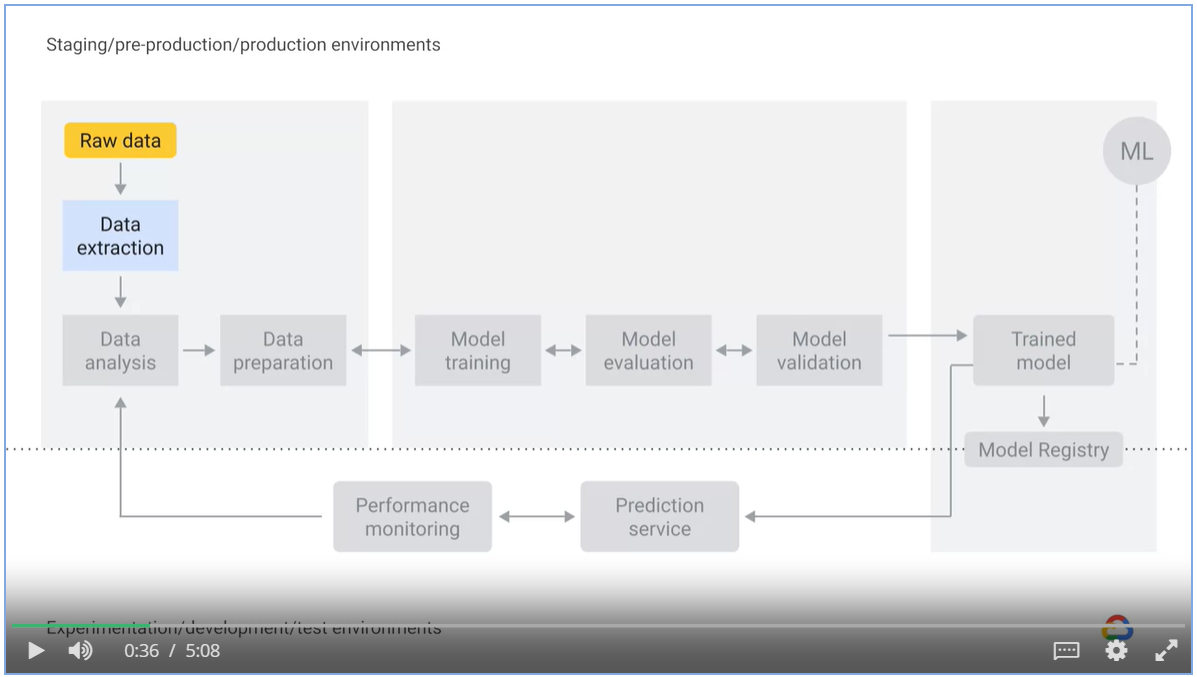 Staging/pre-production/production environments
Raw data
ML
Data
extraction
Data
analysis
Data
preparation
Model
training
Model
evaluation
Model
validation
Trained
model
Model Registry
Performance
monitoring
Prediction
service
Experimentation/development/test environments
0:36 / 5:08